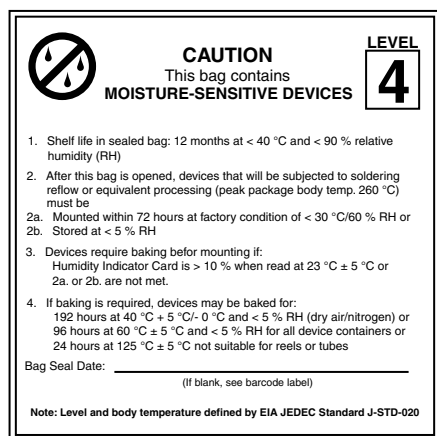 LEVEL
4
CAUTION
This bag contains
MOISTURE-SENSITIVE DEVICES
1. Shelf life in sealed bag: 12 months at < 40 °C and < 90 % relative
humidity (RH)
2. After this bag is opened, devices that will be subjected to soldering
reflow or equivalent processing (peak package body temp. 260 °C)
must be
2a. Mounted within 72 hours at factory condition of < 30 °C/60 % RH or
2b. Stored at < 5 % RH
3. Devices require baking befor mounting if:
Humidity Indicator Card is > 10 % when read at 23 °C ± 5 °C or
2a. or 2b. are not met.
4. If baking is required, devices may be baked for:
192 hours at 40 °C + 5 °C/- 0 °C and < 5 % RH (dry air/nitrogen) or
96 hours at 60 °C ± 5 °C and < 5 % RH for all device containers or
24 hours at 125 °C ± 5 °C not suitable for reels or tubes
Bag Seal Date:
(If blank, see barcode label)
Note: Level and body temperature defined by EIA JEDEC Standard J-STD-020